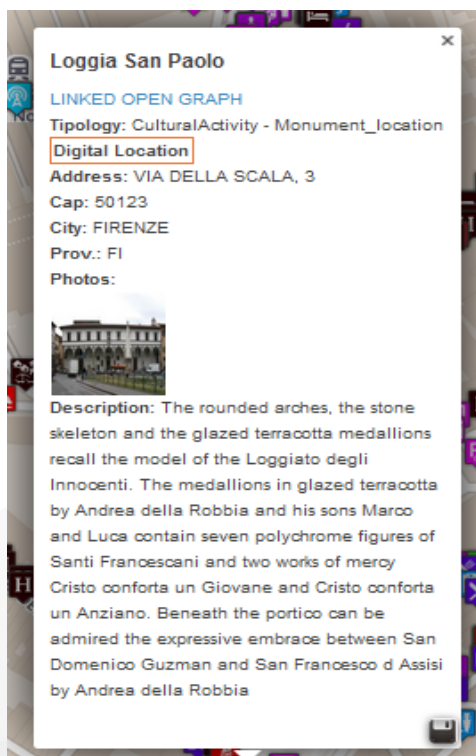 ×
Loggia San Paolo
LINKED OPEN GRAPH
Tipology: CulturalActivity - Monument_location
Digital Location
Address: VIA DELLA SCALA, 3
Cap: 50123
City: FIRENZE
Prov.: FI
Photos:
Description: The rounded arches, the stone
skeleton and the glazed terracotta medallions
recall the model of the Loggiato degli
Innocenti. The medallions in glazed terracotta
by Andrea della Robbia and his sons Marco
and Luca contain seven polychrome figures of
Santi Francescani and two works of mercy
Cristo conforta un Giovane and Cristo conforta
un Anziano. Beneath the portico can be
admired the expressive embrace between San
Domenico Guzman and San Francesco d Assisi
by Andrea della Robbia
H